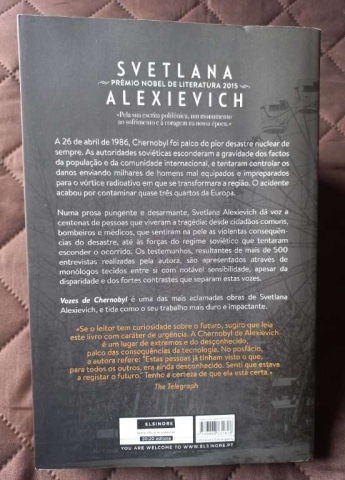 SVETLANA
PRÉMIO NOBEL DE LITERATURA 2015
ALEXIEVICH
«Pela sua escrita polifónica, um monumento
ao sofrimento e à coragem na nossa época.»
A 26 de abril de 1986, Chernobyl foi palco do pior desastre nuclear
de sempre. As autoridades soviéticas esconderam a gravidade dos factos
da população e da comunidade internacional, e tentaram controlar os
danos enviando milhares de homens mal equipados e impreparados
para o vórtice radioativo em que se transformara a região. O acidente
acabou por contaminar quase três quartos da Europa.
Numa prosa pungente e desarmante, Svetlana Alexievich dá voz a
centenas de pessoas que viveram a tragédia: desde cidadãos comuns,
bombeiros e médicos, que sentiram na pele as violentas consequên-
cias do desastre, até às forças do regime soviético que tentaram
esconder o ocorrido. Os testemunhos, resultantes de mais de 500
entrevistas realizadas pela autora, são apresentados através de
monólogos tecidos entre si com notável sensibilidade, apesar da
disparidade e dos fortes contrastes que separam estas vozes.
Vozes de Chernobyl é uma das mais aclamadas obras de Svetlana
Alexievich, e tida como o seu trabalho mais duro e impactante.
«Se o leitor tem curiosidade sobre o futuro, sugiro que leia
este livro com caráter de urgência. A Chernobyl de Alexievich
é um lugar de extremos e do desconhecido,
palco das consequências da tecnologia. No posfácio,
a autora refere: "Estas pessoas já tinham visto o que,
para todos os outros, era ainda desconhecido. Senti que estava
a registar o futuro." Tenho a certeza de que ela está certa.»
The Telegraph
ELSINORE
20|20 editora
YOU ARE WELCOME TO WWW.ELSINORE.PT